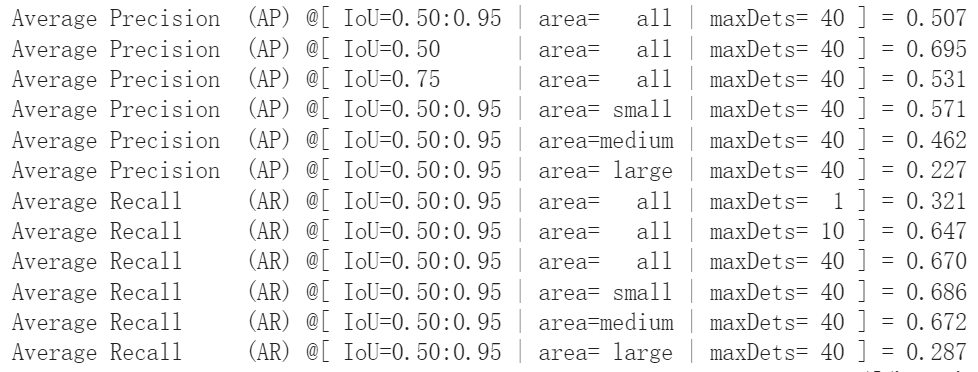 Average Precision  (AP) @[ IoU=0.50:0.95 | area=   all | maxDets= 40 ] = 0.507
Average Precision  (AP) @[ IoU=0.50      | area=   all | maxDets= 40 ] = 0.695
Average Precision  (AP) @[ IoU=0.75      | area=   all | maxDets= 40 ] = 0.531
Average Precision  (AP) @[ IoU=0.50:0.95 | area= small | maxDets= 40 ] = 0.571
Average Precision  (AP) @[ IoU=0.50:0.95 | area=medium | maxDets= 40 ] = 0.462
Average Precision  (AP) @[ IoU=0.50:0.95 | area= large | maxDets= 40 ] = 0.227
Average Recall     (AR) @[ IoU=0.50:0.95 | area=   all | maxDets=  1 ] = 0.321
Average Recall     (AR) @[ IoU=0.50:0.95 | area=   all | maxDets= 10 ] = 0.647
Average Recall     (AR) @[ IoU=0.50:0.95 | area=   all | maxDets= 40 ] = 0.670
Average Recall     (AR) @[ IoU=0.50:0.95 | area= small | maxDets= 40 ] = 0.686
Average Recall     (AR) @[ IoU=0.50:0.95 | area=medium | maxDets= 40 ] = 0.672
Average Recall     (AR) @[ IoU=0.50:0.95 | area= large | maxDets= 40 ] = 0.287